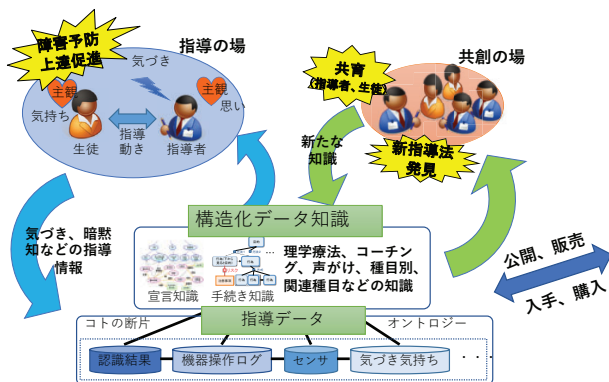 障害予防
上達促進
指導の場
気づき
主観
主観
気持ち
思い
指導
動き
生徒
指導者
共創の場
共育
(指導者、生徒)
新指導法
発見
新たな
知識
気づき、暗黙
知などの指導
情報
構造化データ知識
理学療法、コーチン
グ、声がけ、種目別、
関連種目などの知識
宣言知識
手続き知識
公開、販売
入手、購入
指導データ
コトの断片
オントロジー
認識結果
機器操作ログ
センサ
気づき気持ち
・・・